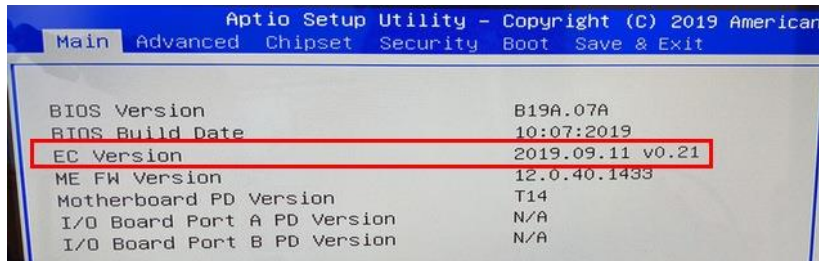 Aptio Setup Utility – Copyright (C) 2019 American
Main Advanced Chipset Security Boot Save & Exit
BIOS Version B19A.07A
BIOS Build Date 10:07:2019
EC Version 2019.09.11 v0.21
ME FW Version 12.0.40.1433
Motherboard PD Version T14
I/O Board Port A PD Version N/A
I/O Board Port B PD Version N/A